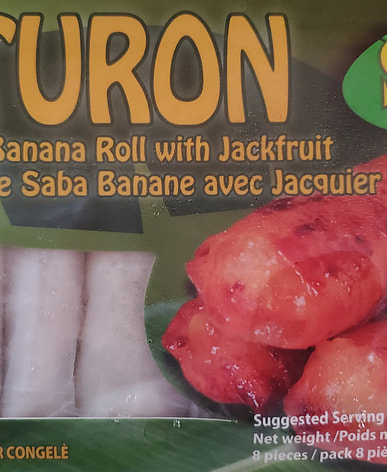 TURON
Banana Roll with Jackfruit
e Saba Banane avec Jacquier
Suggested Serving
Net weight /Poids n
8 pieces / pack 8 piè
R CONGELÈ